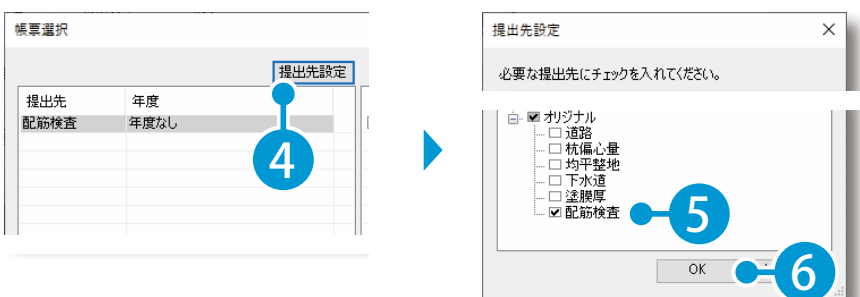 帳票選択
提出先設定
提出先 年度
配筋検査 年度なし
4
提出先設定
必要な提出先にチェックを入れてください。
オリジナル
道路
杭偏心量
均平整地
下水道
塗膜厚
配筋検査
5
OK
6